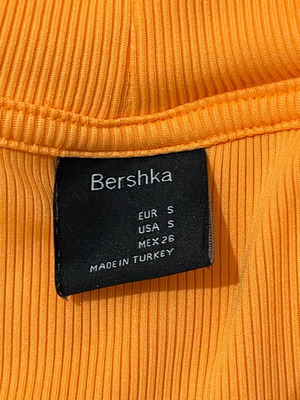 Bershka
EUR S
USA S
MEX 26
MADE IN TURKEY